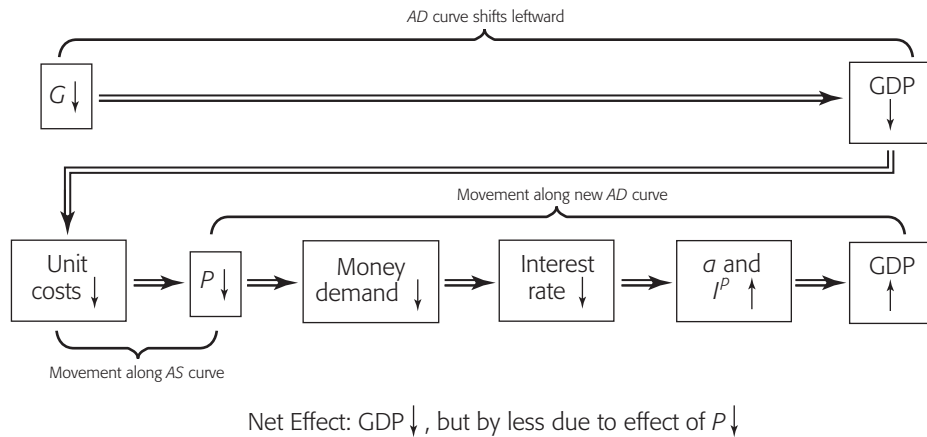 AD curve shifts leftward
G↓
GDP
↓
Movement along new AD curve
Unit
costs ↓
P↓
Money
demand ↓
Interest
rate ↓
a and
I^P ↑
GDP
↑
Movement along AS curve
Net Effect: GDP↓, but by less due to effect of P↓